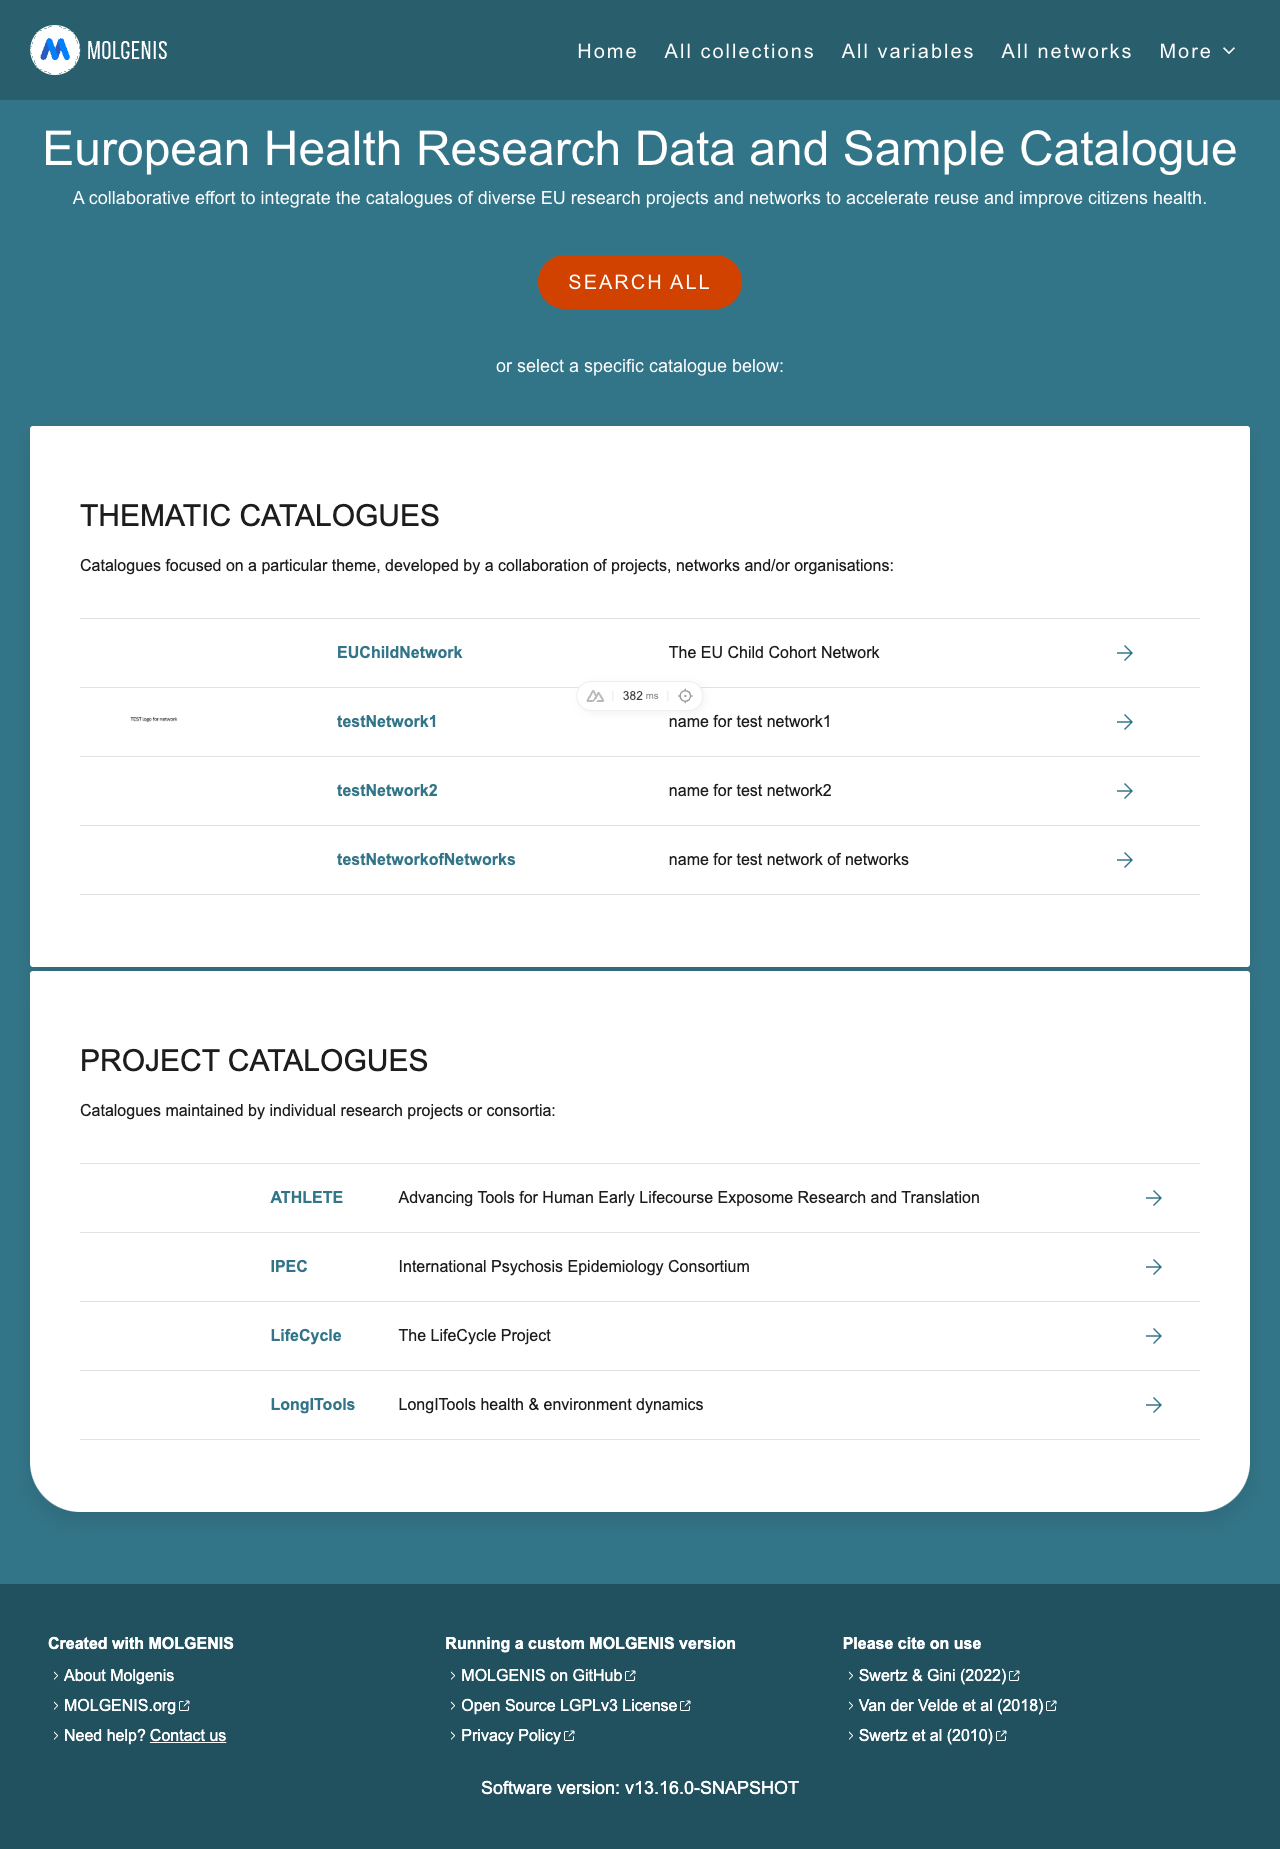 MOLGENIS
Home All collections All variables All networks More
European Health Research Data and Sample Catalogue
A collaborative effort to integrate the catalogues of diverse EU research projects and networks to accelerate reuse and improve citizens health.
SEARCH ALL
or select a specific catalogue below:
THEMATIC CATALOGUES
Catalogues focused on a particular theme, developed by a collaboration of projects, networks and/or organisations:
EUChildNetwork The EU Child Cohort Network
382 ms
TEST logo for network testNetwork1 name for test network1
testNetwork2 name for test network2
testNetworkofNetworks name for test network of networks
PROJECT CATALOGUES
Catalogues maintained by individual research projects or consortia:
ATHLETE Advancing Tools for Human Early Lifecourse Exposome Research and Translation
IPEC International Psychosis Epidemiology Consortium
LifeCycle The LifeCycle Project
LongITools LongITools health & environment dynamics
Created with MOLGENIS
About Molgenis
MOLGENIS.org
Need help? Contact us
Running a custom MOLGENIS version
MOLGENIS on GitHub
Open Source LGPLv3 License
Privacy Policy
Please cite on use
Swertz & Gini (2022)
Van der Velde et al (2018)
Swertz et al (2010)
Software version: v13.16.0-SNAPSHOT